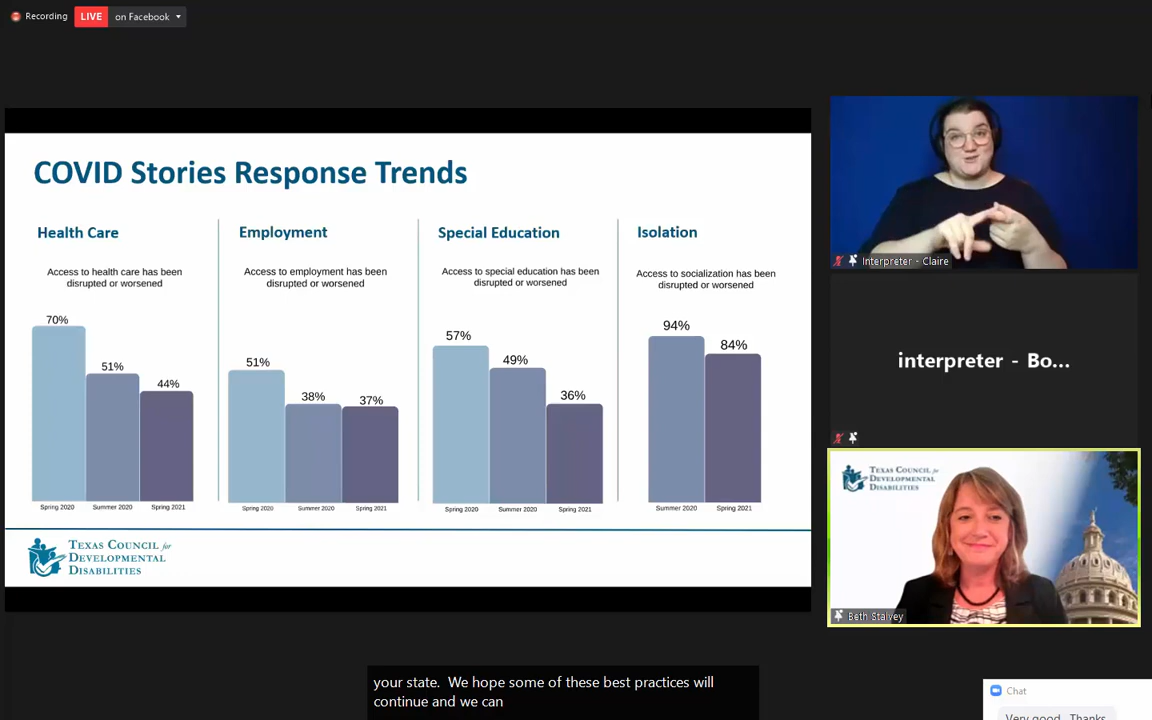 Recording
LIVE
on Facebook
COVID Stories Response Trends
Health Care
Access to health care has been
disrupted or worsened
70%
51%
44%
Spring 2020 Summer 2020 Spring 2021
Employment
Access to employment has been
disrupted or worsened
51%
38%
37%
Spring 2020 Summer 2020 Spring 2021
Special Education
Access to special education has been
disrupted or worsened
57%
49%
36%
Spring 2020 Summer 2020 Spring 2021
Isolation
Access to socialization has been
disrupted or worsened
94%
84%
Summer 2020 Spring 2021
TEXAS COUNCIL for
DEVELOPMENTAL
DISABILITIES
Interpreter - Claire
interpreter - Bo...
TEXAS COUNCIL for
DEVELOPMENTAL
DISABILITIES
Beth Stalvey
your state. We hope some of these best practices will
continue and we can
Chat
Very good. Thanks